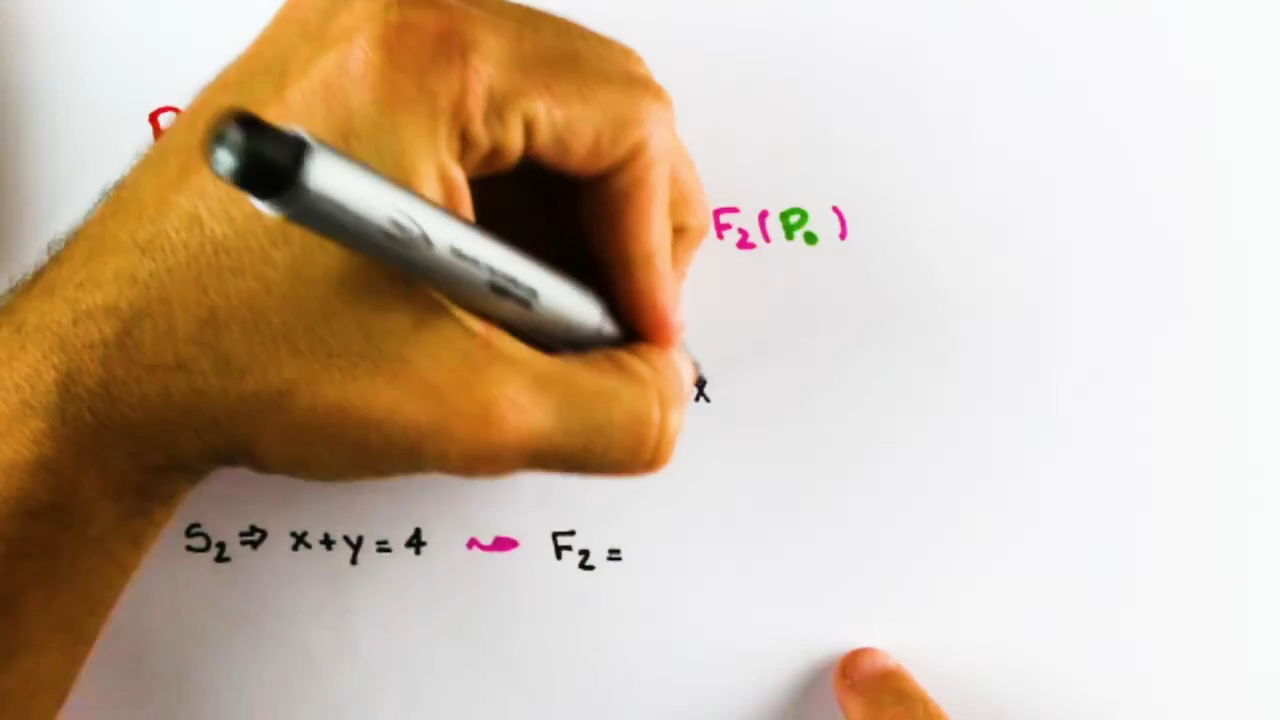 F₂(P₀)
x
S₂ ⇒ x+y=4 ⇝ F₂ =